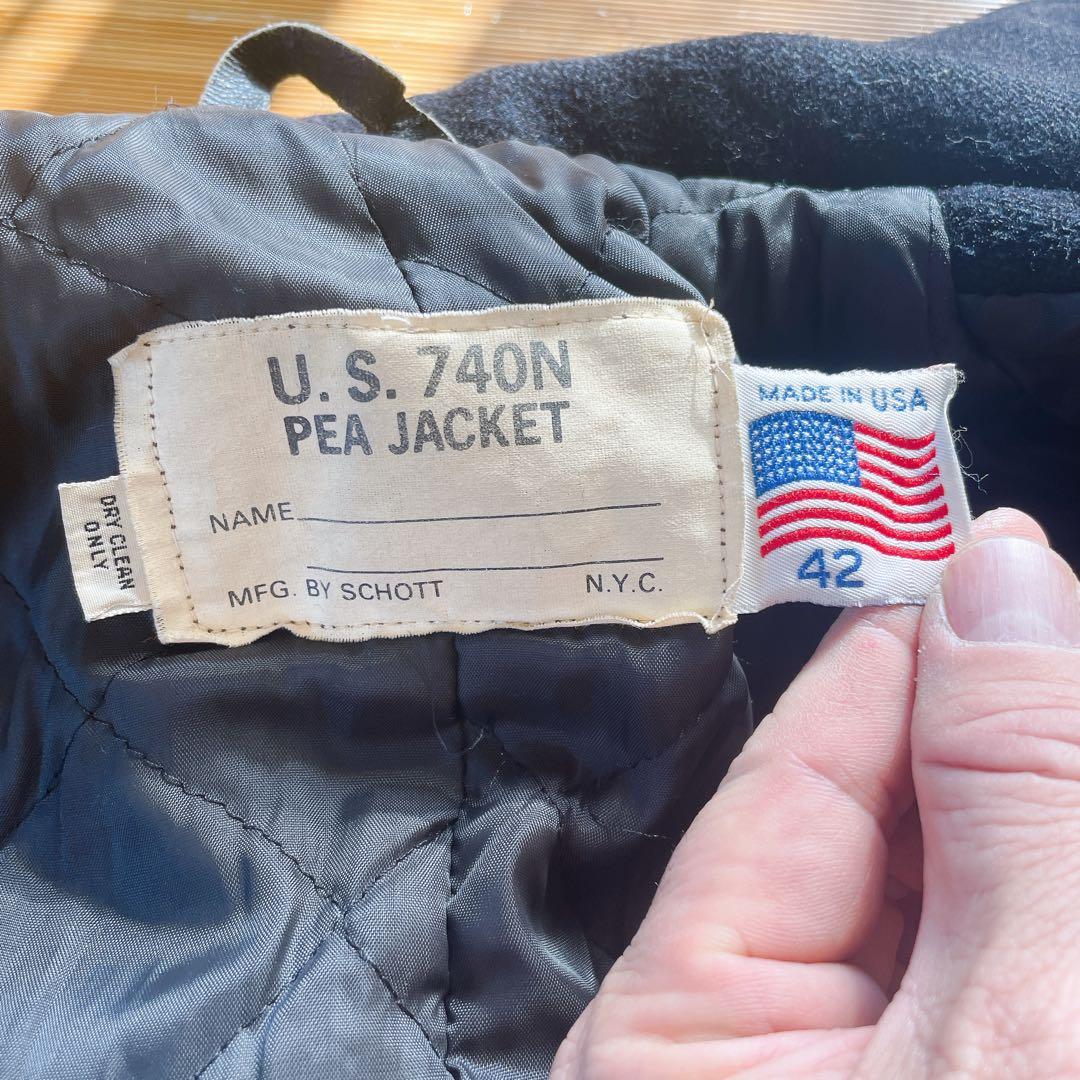 U.S. 740N
PEA JACKET
NAME
MFG. BY SCHOTT N.Y.C.
DRY CLEAN
ONLY
MADE IN USA
42